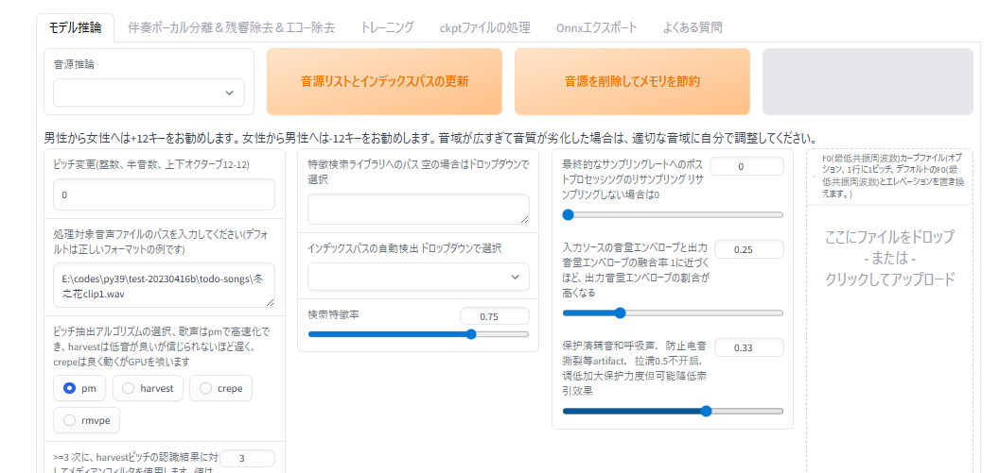 モデル推論
伴奏ボーカル分離＆残響除去＆エコー除去
トレーニング
ckptファイルの処理
Onnxエクスポート
よくある質問
音源推論
音源リストとインデックスパスの更新
音源を削除してメモリを節約
男性から女性へは+12キーをお勧めします。女性から男性へは-12キーをお勧めします。音域が広すぎて音質が劣化した場合は、適切な音域に自分で調整してください。
ピッチ変更(整数、半音数、上下オクターブ12-12)
0
処理対象音声ファイルのパスを入力してください(デフォ
ルトは正しいフォーマットの例です)
E:\codes\py39\test-20230416b\todo-songs\冬
之花clip1.wav
ピッチ抽出アルゴリズムの選択、歌声はpmで高速化で
き、harvestは低音が良いが信じられないほど遅く、
crepeは良く動くがGPUを喰います
pm
harvest
crepe
rmvpe
>=3 次に、harvestピッチの認識結果に対
してメディアンフィルタを使用します。値は
3
特徴検索ライブラリへのパス 空の場合はドロップダウンで
選択
インデックスパスの自動検出 ドロップダウンで選択
検索特徴率
0.75
最終的なサンプリングレートへのポス
トプロセッシングのリサンプリング リサ
ンプリングしない場合は0
0
入力ソースの音量エンベロープと出力
音量エンベロープの融合率 1に近づく
ほど、出力音量エンベロープの割合が
高くなる
0.25
保护清辅音和呼吸声，防止电音
撕裂等artifact，拉满0.5不开启，
调低加大保护力度但可能降低索
引效果
0.33
F0(最低共振周波数)カーブファイル(オプ
ション、1行に1ピッチ、デフォルトのF0(最
低共振周波数)とエレベーションを置き換
えます。)
ここにファイルをドロップ
- または -
クリックしてアップロード